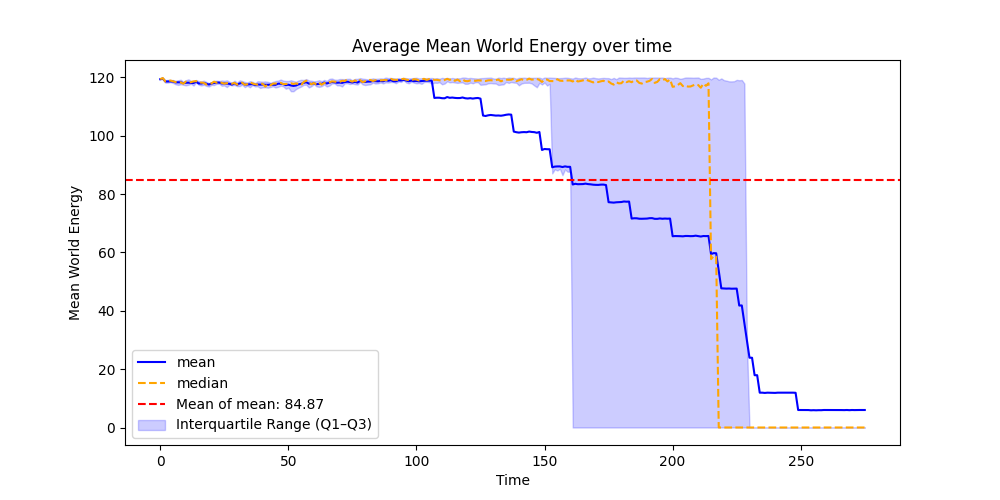 Average Mean World Energy over time
Mean World Energy
120
100
80
60
40
20
0
mean
median
Mean of mean: 84.87
Interquartile Range (Q1–Q3)
0 50 100 150 200 250
Time